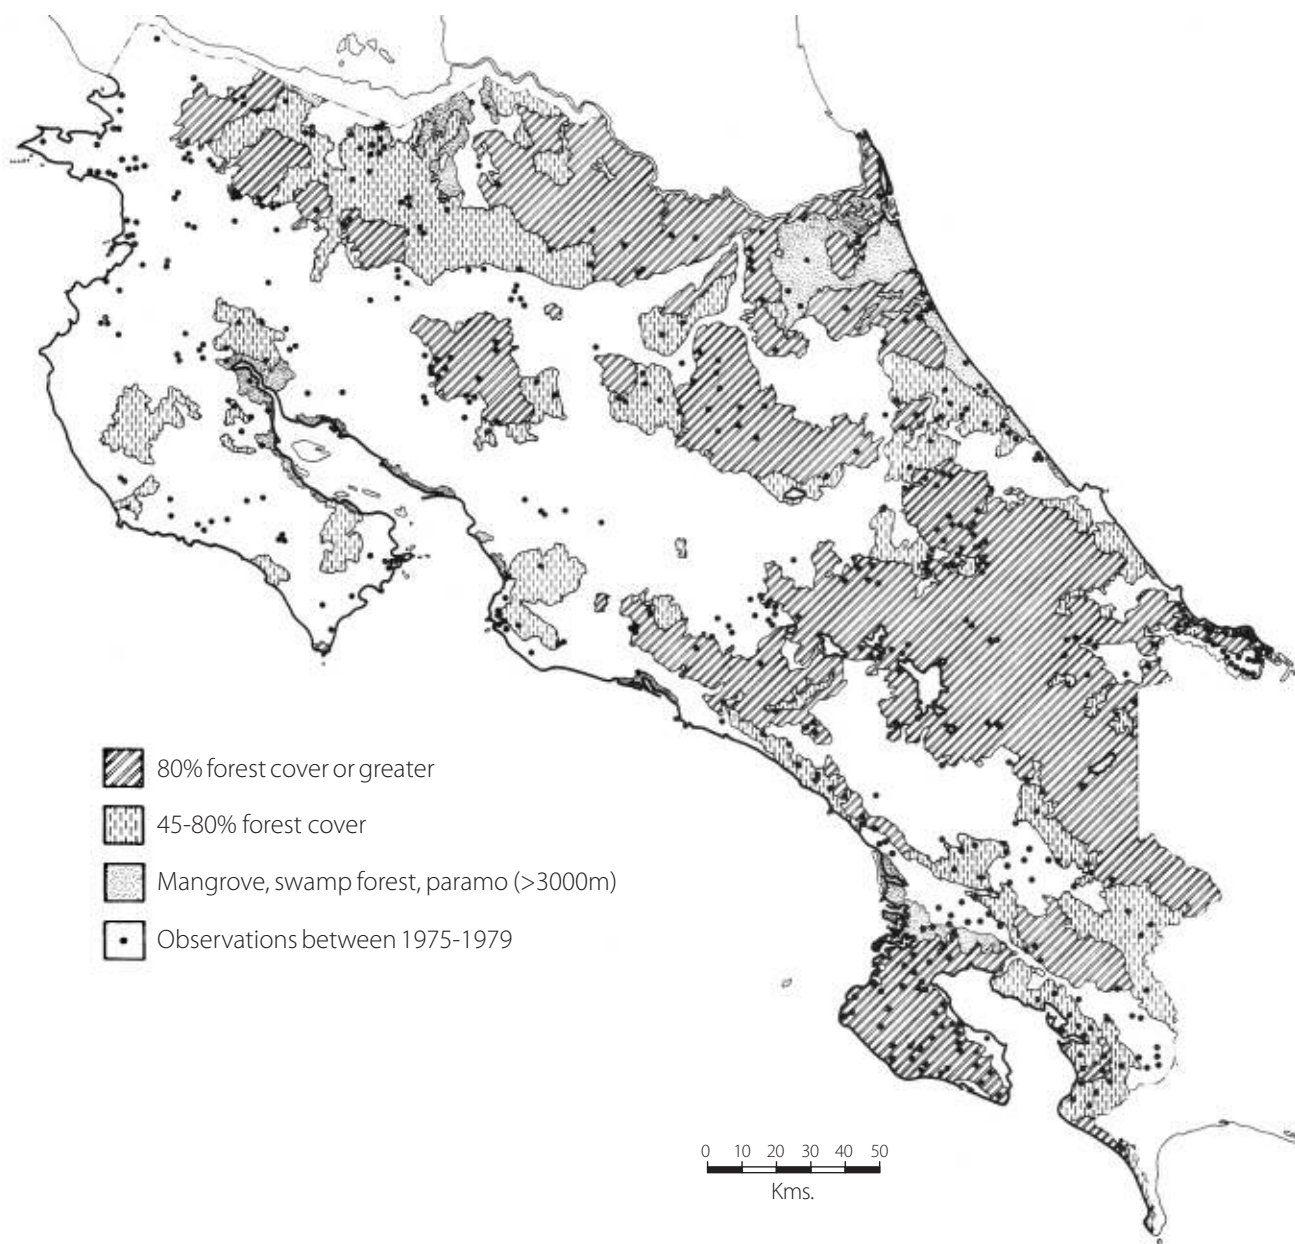 80% forest cover or greater
45-80% forest cover
Mangrove, swamp forest, paramo (>3000m)
Observations between 1975-1979
0 10 20 30 40 50
Kms.